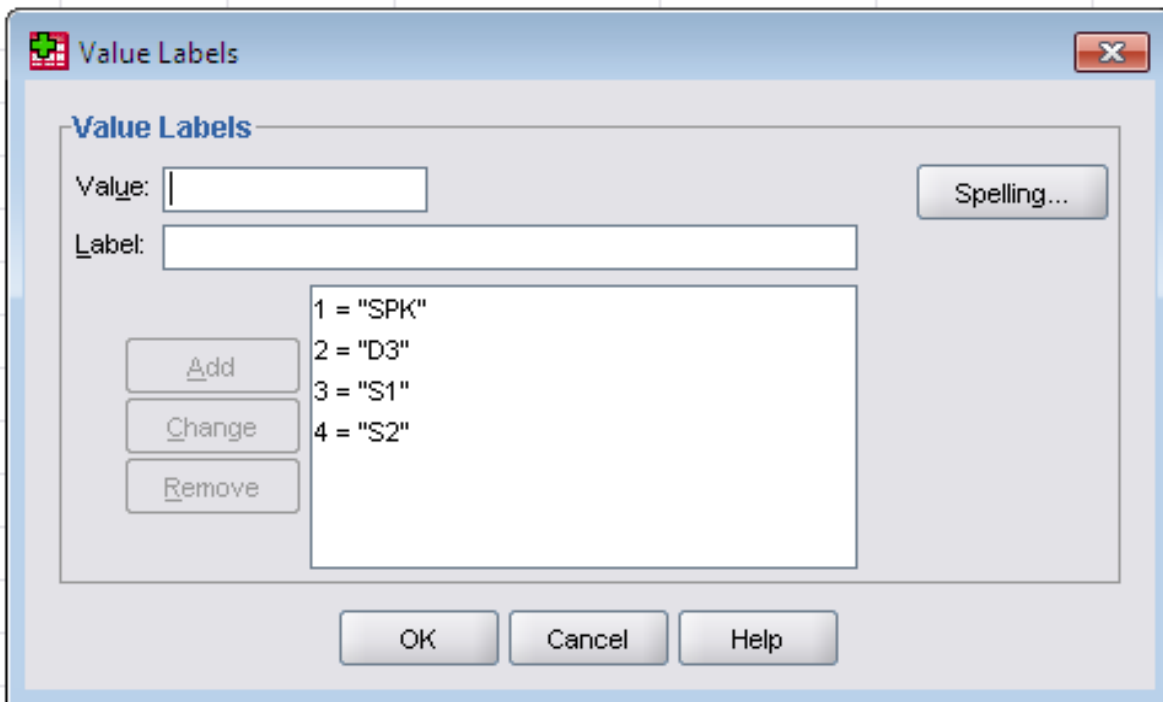 Value Labels
Value Labels
Value:
Spelling...
Label:
1 = "SPK"
2 = "D3"
3 = "S1"
4 = "S2"
Add
Change
Remove
OK
Cancel
Help